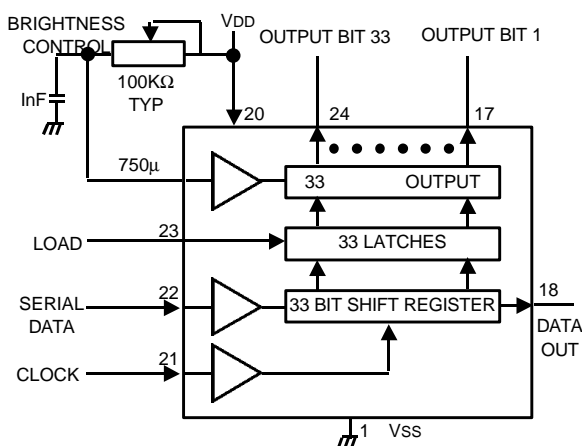 BRIGHTNESS
CONTROL
VDD
OUTPUT BIT 33
OUTPUT BIT 1
100KΩ
TYP
InF
20
24
17
750µ
33 OUTPUT
LOAD
23
33 LATCHES
SERIAL
DATA
22
33 BIT SHIFT REGISTER
18
DATA
OUT
CLOCK
21
1 VSS